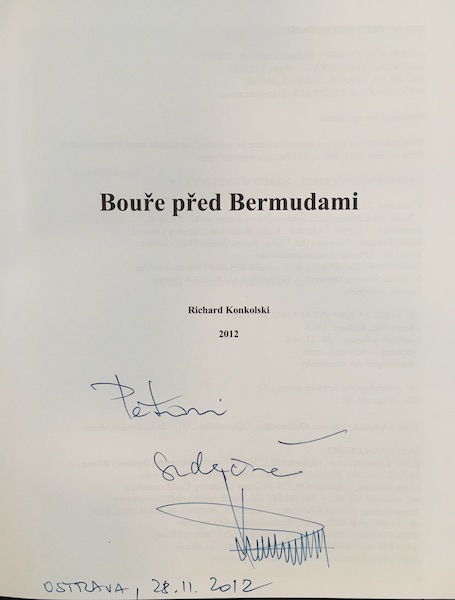 Bouře před Bermudami
Richard Konkolski
2012
Petrovi
Srdečně
OSTRAVA, 28.11.2012